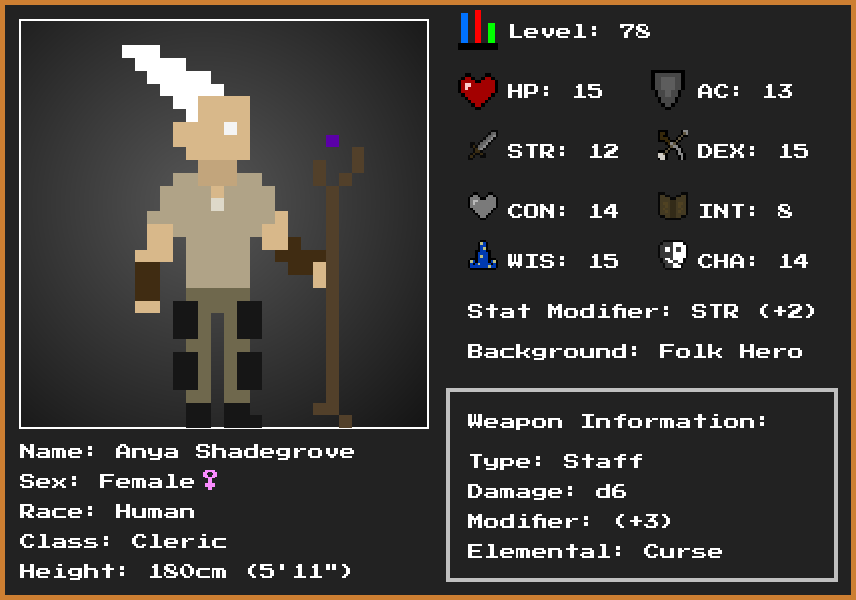 Level: 78
HP: 15 AC: 13
STR: 12 DEX: 15
CON: 14 INT: 8
WIS: 15 CHA: 14
Stat Modifier: STR (+2)
Background: Folk Hero
Weapon Information:
Type: Staff
Damage: d6
Modifier: (+3)
Elemental: Curse
Name: Anya Shadegrove
Sex: Female♀
Race: Human
Class: Cleric
Height: 180cm (5'11")